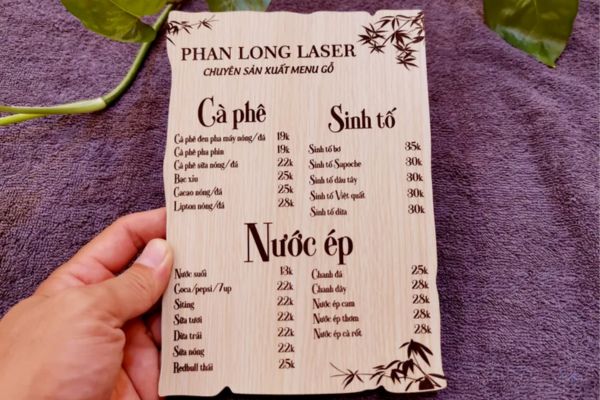 PHAN LONG LASER
CHUYÊN SẢN XUẤT MENU GỖ
Cà phê
Cà phê đen pha máy nóng/đá 19k
Cà phê pha phin 19k
Cà phê sữa nóng/đá 22k
Bạc xỉu 25k
Cacao nóng/đá 25k
Lipton nóng/đá 28k
Sinh tố
Sinh tố bơ 35k
Sinh tố Sapoche 30k
Sinh tố dâu tây 30k
Sinh tố Việt quất 30k
Sinh tố dừa 30k
Nước ép
Nước suối 13k
Coca/pepsi/7up 22k
Siting 22k
Sữa tươi 22k
Dừa trái 22k
Sữa nóng 22k
Redbull thái 25k
Chanh đá 25k
Chanh dây 28k
Nước ép cam 28k
Nước ép thơm 28k
Nước ép cà rốt 28k